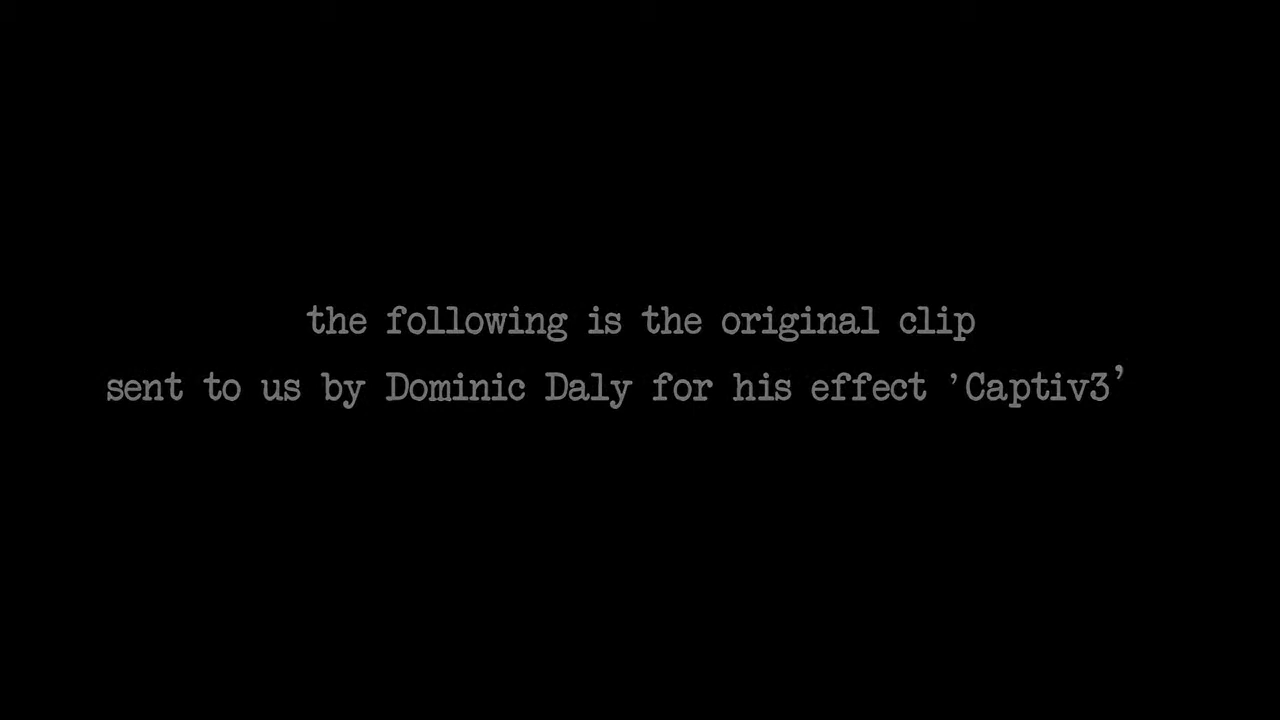 the following is the original clip
sent to us by Dominic Daly for his effect ’Captiv3’